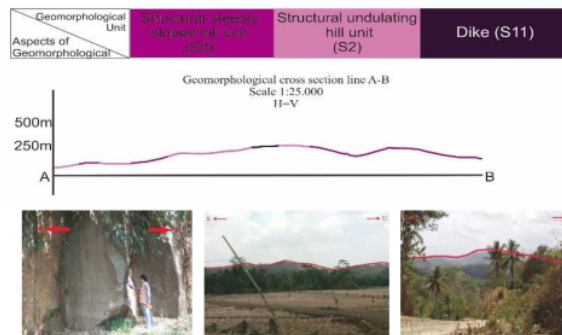 Geomorphological
Unit
Aspects of
Geomorphological
Structural steeply
sloped hill unit
(S3)
Structural undulating
hill unit
(S2)
Dike (S11)
Geomorphological cross section line A-B
Scale 1:25.000
H=V
500m
250m
A
B